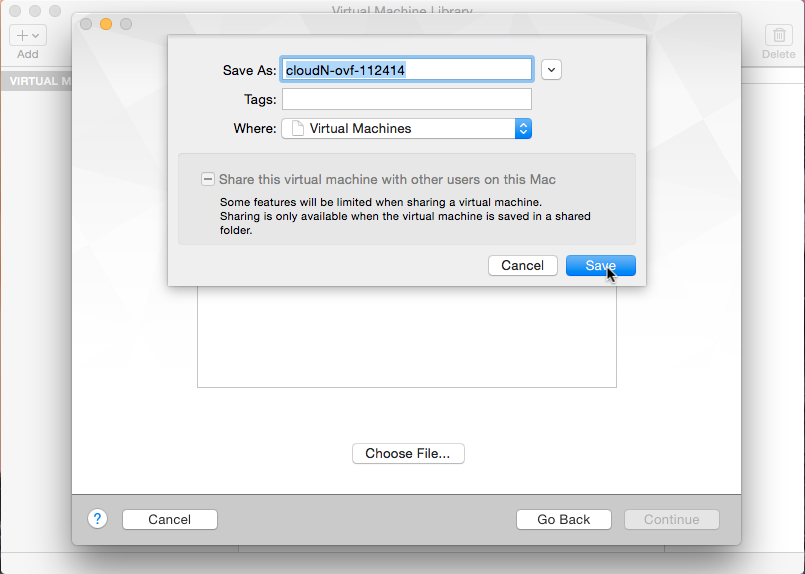 Virtual Machine Library
Add
Delete
VIRTUAL M
Save As: cloudN-ovf-112414
Tags:
Where: Virtual Machines
Share this virtual machine with other users on this Mac
Some features will be limited when sharing a virtual machine.
Sharing is only available when the virtual machine is saved in a shared
folder.
Cancel Save
Choose File...
? Cancel Go Back Continue